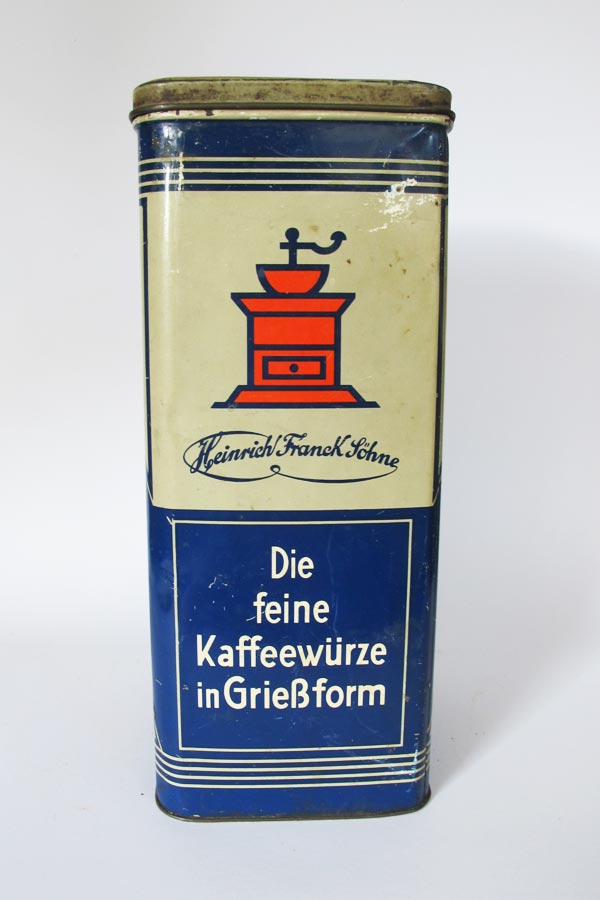 Heinrich Franck Söhne
Die
feine
Kaffeewürze
in Grießform